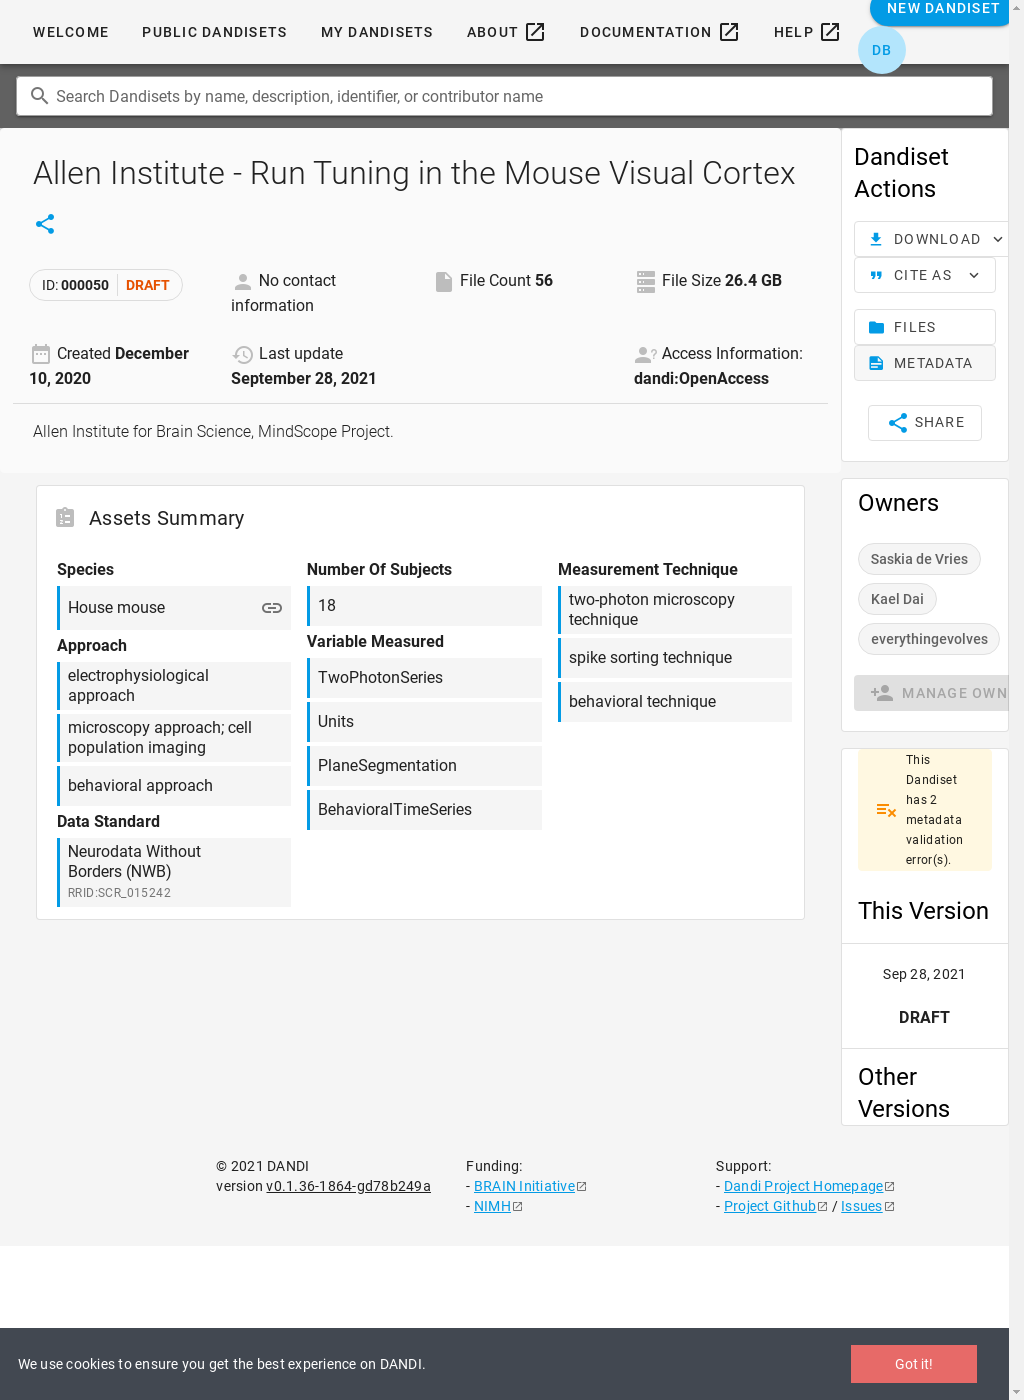 WELCOME PUBLIC DANDISETS MY DANDISETS ABOUT DOCUMENTATION HELP NEW DANDISET
DB
Search Dandisets by name, description, identifier, or contributor name
Allen Institute - Run Tuning in the Mouse Visual Cortex
ID: 000050 DRAFT
No contact
information
File Count 56
File Size 26.4 GB
Created December
10, 2020
Last update
September 28, 2021
Access Information:
dandi:OpenAccess
Allen Institute for Brain Science, MindScope Project.
Assets Summary
Species
House mouse
Approach
electrophysiological
approach
microscopy approach; cell
population imaging
behavioral approach
Data Standard
Neurodata Without
Borders (NWB)
RRID:SCR_015242
Number Of Subjects
18
Variable Measured
TwoPhotonSeries
Units
PlaneSegmentation
BehavioralTimeSeries
Measurement Technique
two-photon microscopy
technique
spike sorting technique
behavioral technique
Dandiset
Actions
DOWNLOAD
CITE AS
FILES
METADATA
SHARE
Owners
Saskia de Vries
Kael Dai
everythingevolves
MANAGE OWN
This
Dandiset
has 2
metadata
validation
error(s).
This Version
Sep 28, 2021
DRAFT
Other
Versions
© 2021 DANDI
version v0.1.36-1864-gd78b249a
Funding:
- BRAIN Initiative
- NIMH
Support:
- Dandi Project Homepage
- Project Github / Issues
We use cookies to ensure you get the best experience on DANDI.
Got it!